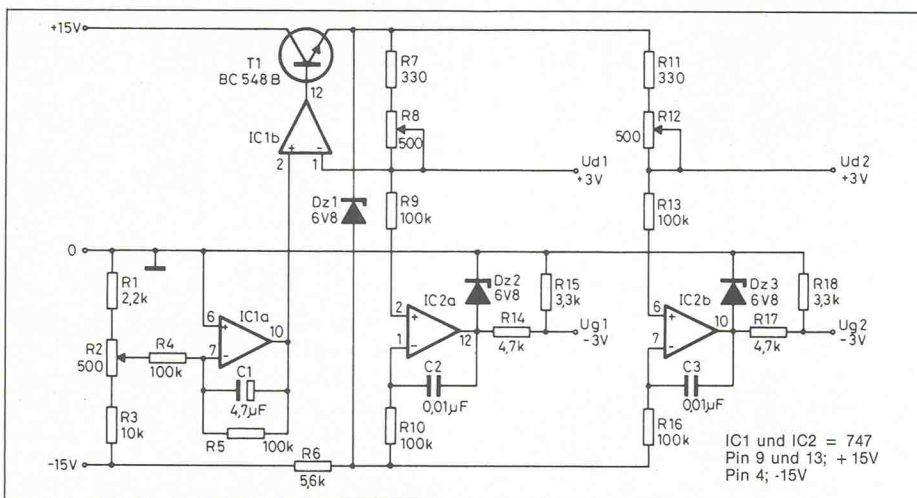 +15V
T1
BC 548 B
12
IC1b
+ -
2
1
R7
330
R8
500
R11
330
R12
500
Ud1
+3V
Ud2
+3V
Dz1
6V8
R9
100k
R13
100k
0
R1
2,2k
R2
500
R3
10k
R4
100k
6
+
7
-
IC1a
10
C1
4,7µF
R5
100k
R6
5,6k
-15V
2
+
1
-
IC2a
12
Dz2
6V8
R14
4,7k
R15
3,3k
Ug1
-3V
C2
0,01µF
R10
100k
6
+
7
-
IC2b
10
Dz3
6V8
R17
4,7k
R18
3,3k
Ug2
-3V
C3
0,01µF
R16
100k
IC1 und IC2 = 747
Pin 9 und 13; +15V
Pin 4; -15V